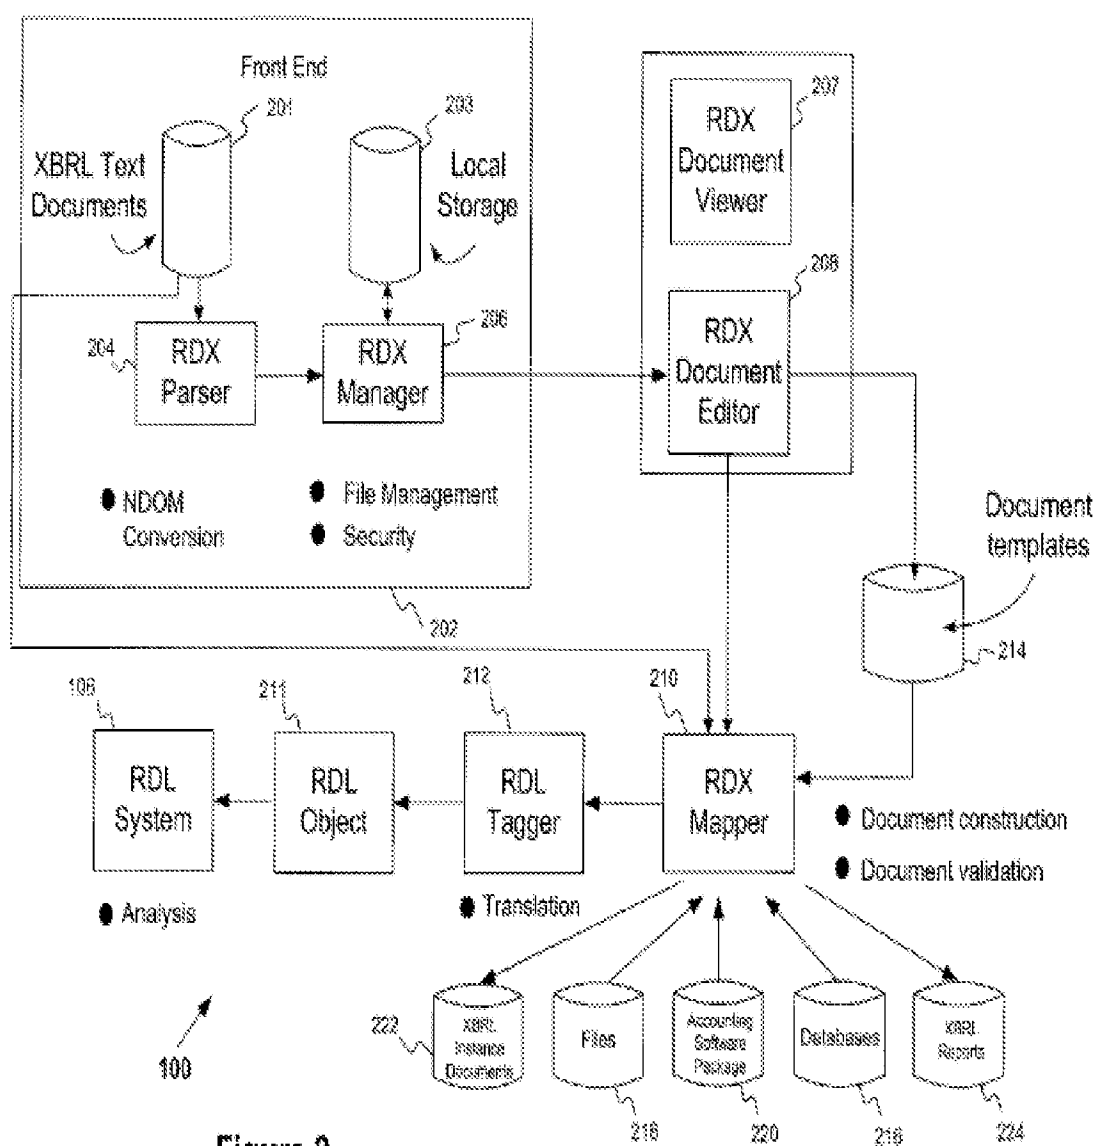 Front End
201
203
207
RDX
Document
Viewer
XBRL Text
Documents
Local
Storage
208
204
RDX
Parser
206
RDX
Manager
RDX
Document
Editor
NDOM
Conversion
File Management
Security
Document
templates
202
214
106
211
212
210
RDL
System
RDL
Object
RDL
Tagger
RDX
Mapper
Document construction
Document validation
Analysis
Translation
222
XBRL
Instance
Documents
Files
Accounting
Software
Package
Databases
XBRL
Reports
100
220
224